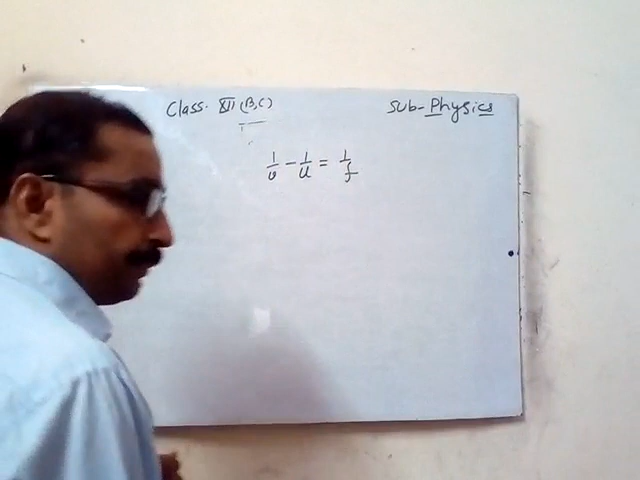 Class. XII (B,C) Sub-Physics
1/v - 1/u = 1/f